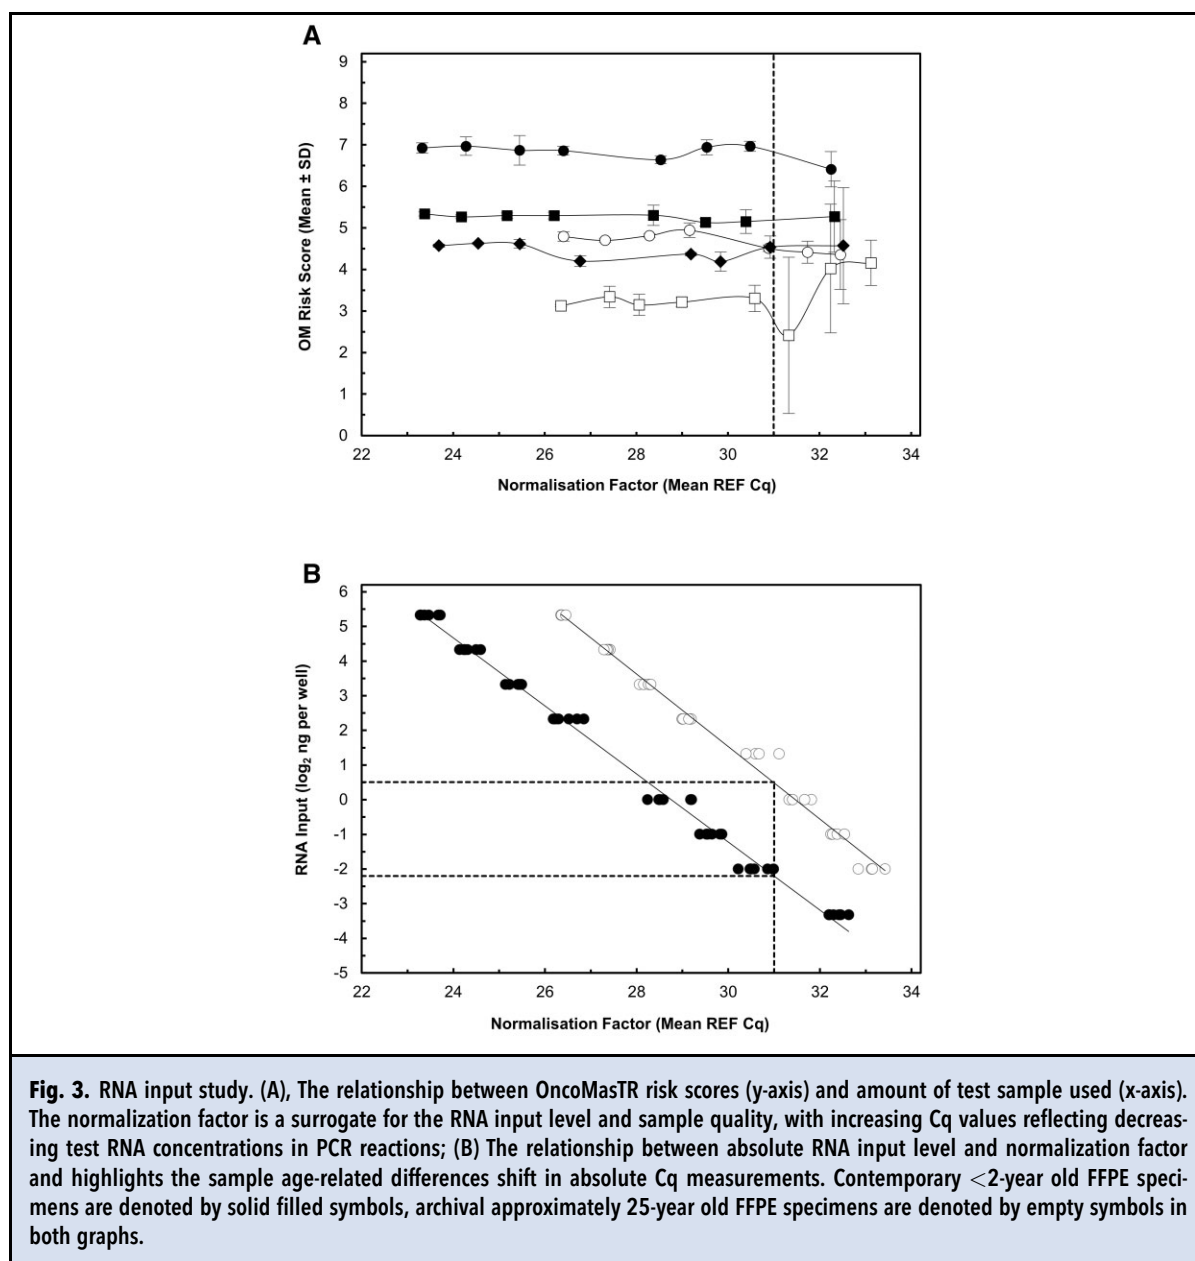 A
9
8
7
6
5
4
3
2
1
0
OM Risk Score (Mean ± SD)
22 24 26 28 30 32 34
Normalisation Factor (Mean REF Cq)
B
6
5
4
3
2
1
0
-1
-2
-3
-4
-5
RNA Input (log2 ng per well)
22 24 26 28 30 32 34
Normalisation Factor (Mean REF Cq)
Fig. 3. RNA input study. (A), The relationship between OncoMasTR risk scores (y-axis) and amount of test sample used (x-axis).
The normalization factor is a surrogate for the RNA input level and sample quality, with increasing Cq values reflecting decreas-
ing test RNA concentrations in PCR reactions; (B) The relationship between absolute RNA input level and normalization factor
and highlights the sample age-related differences shift in absolute Cq measurements. Contemporary <2-year old FFPE speci-
mens are denoted by solid filled symbols, archival approximately 25-year old FFPE specimens are denoted by empty symbols in
both graphs.